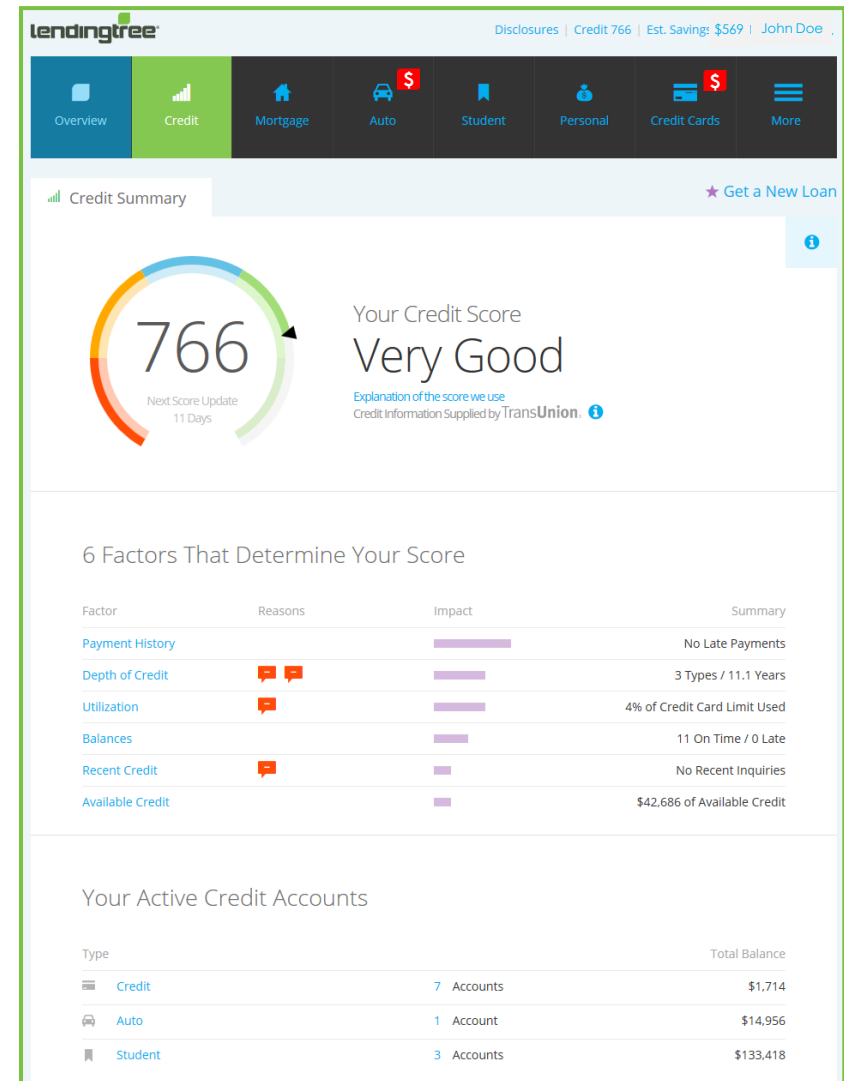 lendingtree
Disclosures | Credit 766 | Est. Savings $569 | John Doe
Overview Credit Mortgage Auto $ Student Personal Credit Cards $ More
Credit Summary
Get a New Loan
766
Next Score Update
11 Days
Your Credit Score
Very Good
Explanation of the score we use
Credit Information Supplied by TransUnion.
6 Factors That Determine Your Score
Factor Reasons Impact Summary
Payment History No Late Payments
Depth of Credit 3 Types / 11.1 Years
Utilization 4% of Credit Card Limit Used
Balances 11 On Time / 0 Late
Recent Credit No Recent Inquiries
Available Credit $42,686 of Available Credit
Your Active Credit Accounts
Type Total Balance
Credit 7 Accounts $1,714
Auto 1 Account $14,956
Student 3 Accounts $133,418